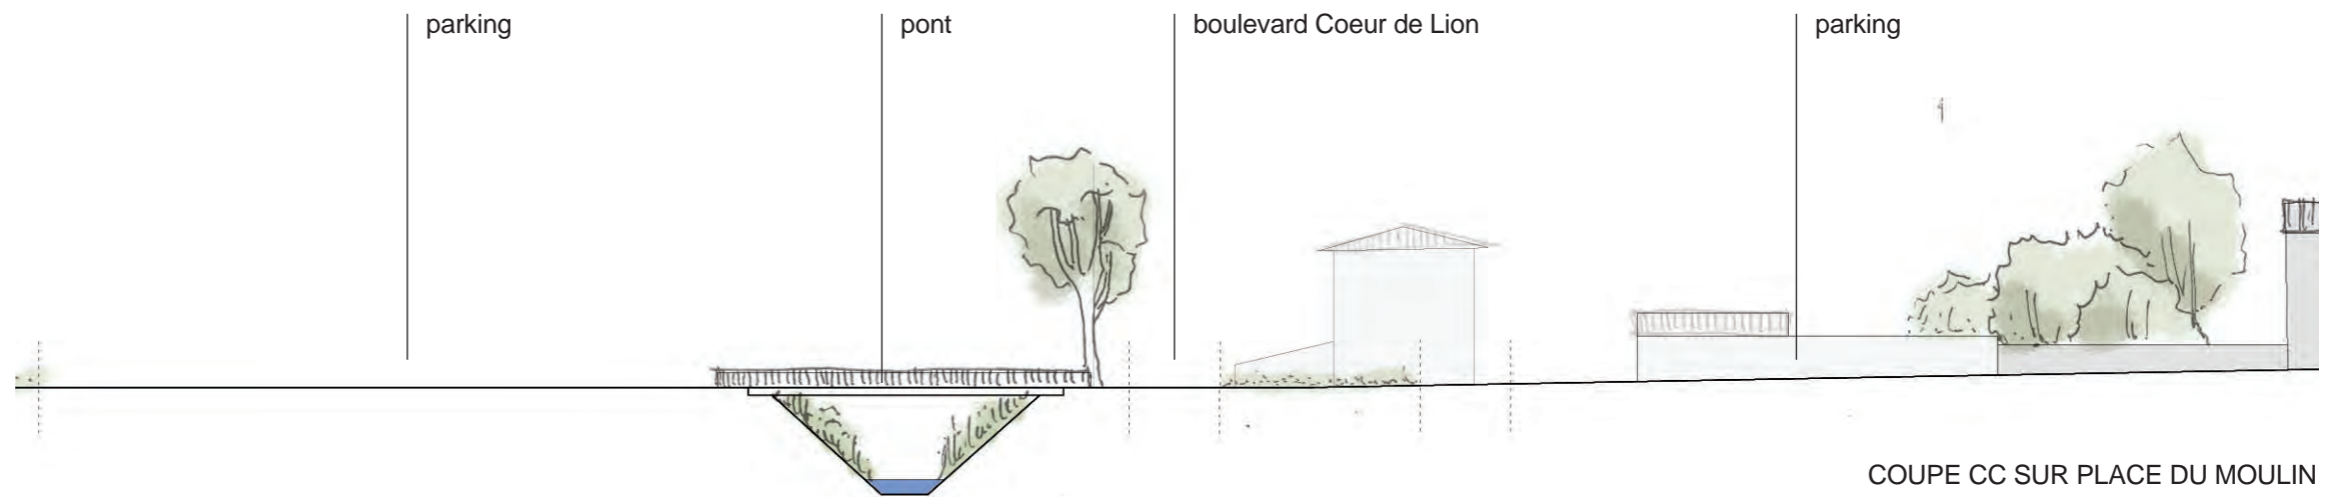 parking
pont
boulevard Coeur de Lion
parking
COUPE CC SUR PLACE DU MOULIN